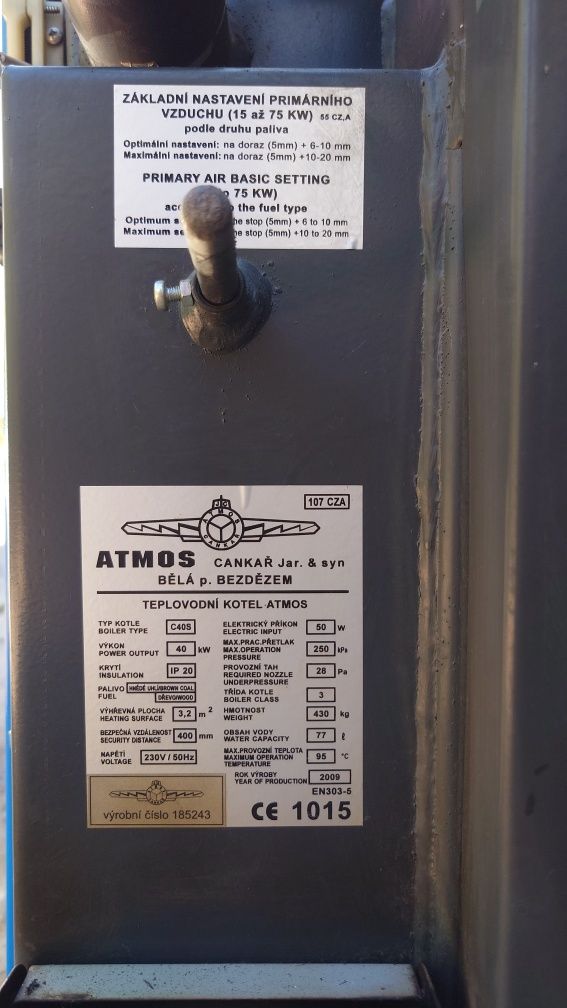 ZÁKLADNÍ NASTAVENÍ PRIMÁRNÍHO
VZDUCHU (15 až 75 KW) 55 CZ,A
podle druhu paliva
Optimální nastavení: na doraz (5mm) + 6-10 mm
Maximální nastavení: na doraz (5mm) +10-20 mm
PRIMARY AIR BASIC SETTING
75 KW)
the fuel type
Optimum stop (5mm) + 6 to 10 mm
Maximum stop (5mm) +10 to 20 mm
107 CZA
JC
ATMOS
CANKAŘ
ATMOS CANKAŘ Jar. & syn
BĚLÁ p. BEZDĚZEM
TEPLOVODNÍ KOTEL ATMOS
TYP KOTLE
BOILER TYPE C40S
VÝKON
POWER OUTPUT 40 kW
KRYTÍ
INSULATION IP 20
PALIVO HNĚDÉ UHLÍ/BROWN COAL
FUEL DŘEVO/WOOD
VÝHŘEVNÁ PLOCHA
HEATING SURFACE 3,2 m²
BEZPEČNÁ VZDÁLENOST
SECURITY DISTANCE 400 mm
NAPĚTÍ
VOLTAGE 230V / 50Hz
ELEKTRICKÝ PŘÍKON
ELECTRIC INPUT 50 W
MAX.PRAC.PŘETLAK
MAX.OPERATION
PRESSURE 250 kPa
PROVOZNÍ TAH
REQUIRED NOZZLE
UNDERPRESSURE 28 Pa
TŘÍDA KOTLE
BOILER CLASS 3
HMOTNOST
WEIGHT 430 kg
OBSAH VODY
WATER CAPACITY 77 ℓ
MAX.PROVOZNÍ TEPLOTA
MAXIMUM OPERATION
TEMPERATURE 95 °C
ROK VÝROBY
YEAR OF PRODUCTION 2009
EN303-5
výrobní číslo 185243
CE 1015